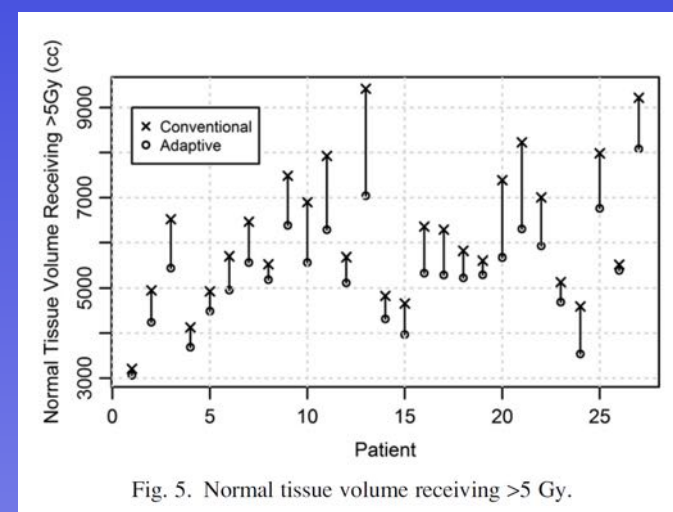 Normal Tissue Volume Receiving >5Gy (cc)
9000
7000
5000
3000
× Conventional
o Adaptive
0 5 10 15 20 25
Patient
Fig. 5. Normal tissue volume receiving >5 Gy.